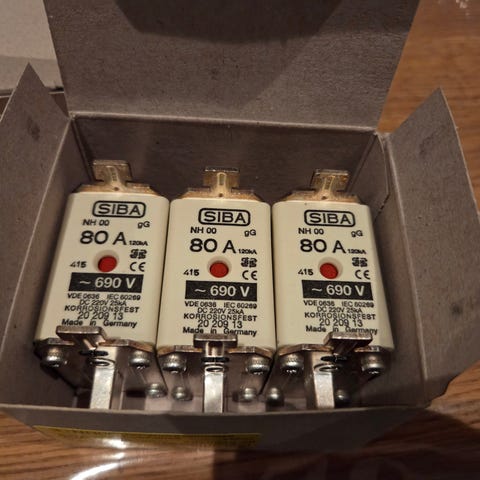 SIBA
NH 00 gG
80 A 120kA
415 CE
~ 690 V
VDE 0636 IEC 60269
DC 220V 25kA
KORROSIONSFEST
20 209 13
Made in Germany
SIBA
NH 00 gG
80 A 120kA
415 CE
~ 690 V
VDE 0636 IEC 60269
DC 220V 25kA
KORROSIONSFEST
20 209 13
Made in Germany
SIBA
NH 00 gG
80 A 120kA
415 CE
~ 690 V
VDE 0636 IEC 60269
DC 220V 25kA
KORROSIONSFEST
20 209 13
Made in Germany